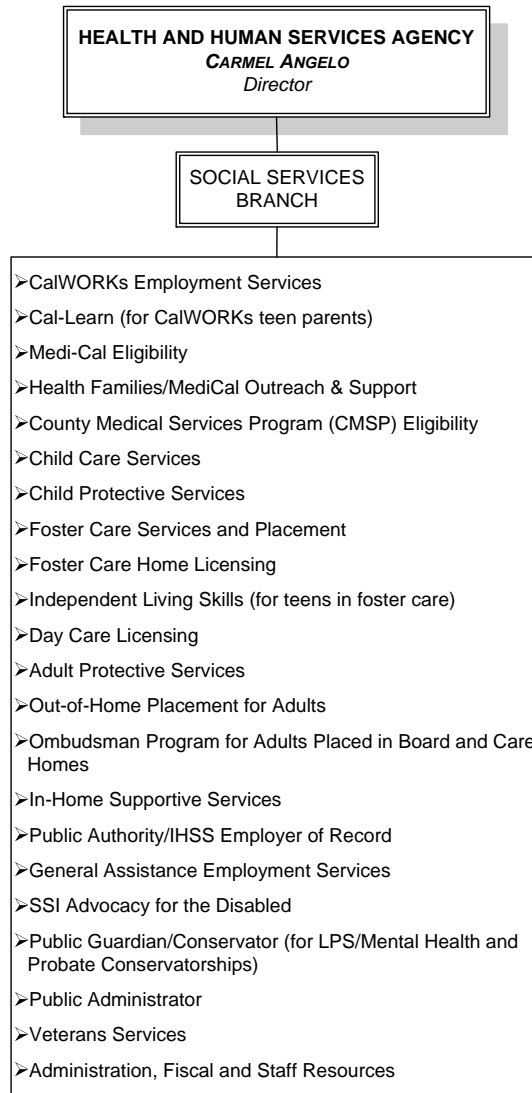 HEALTH AND HUMAN SERVICES AGENCY
CARMEL ANGELO
Director
SOCIAL SERVICES
BRANCH
➢CalWORKs Employment Services
➢Cal-Learn (for CalWORKs teen parents)
➢Medi-Cal Eligibility
➢Health Families/MediCal Outreach & Support
➢County Medical Services Program (CMSP) Eligibility
➢Child Care Services
➢Child Protective Services
➢Foster Care Services and Placement
➢Foster Care Home Licensing
➢Independent Living Skills (for teens in foster care)
➢Day Care Licensing
➢Adult Protective Services
➢Out-of-Home Placement for Adults
➢Ombudsman Program for Adults Placed in Board and Care
Homes
➢In-Home Supportive Services
➢Public Authority/IHSS Employer of Record
➢General Assistance Employment Services
➢SSI Advocacy for the Disabled
➢Public Guardian/Conservator (for LPS/Mental Health and
Probate Conservatorships)
➢Public Administrator
➢Veterans Services
➢Administration, Fiscal and Staff Resources